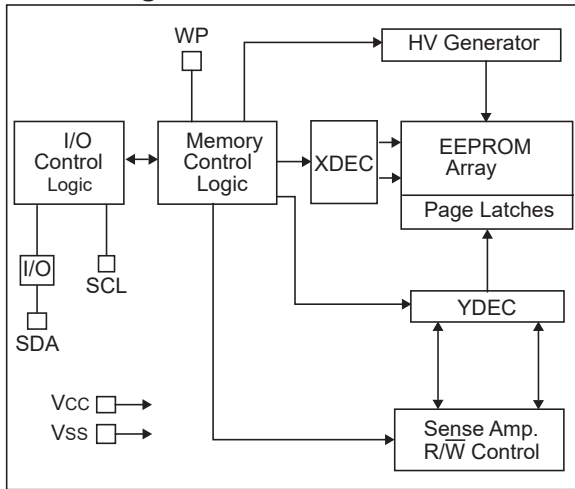 WP
HV Generator
I/O
Control
Logic
Memory
Control
Logic
XDEC
EEPROM
Array
Page Latches
I/O
SCL
SDA
YDEC
VCC
VSS
Sense Amp.
R/W̅ Control